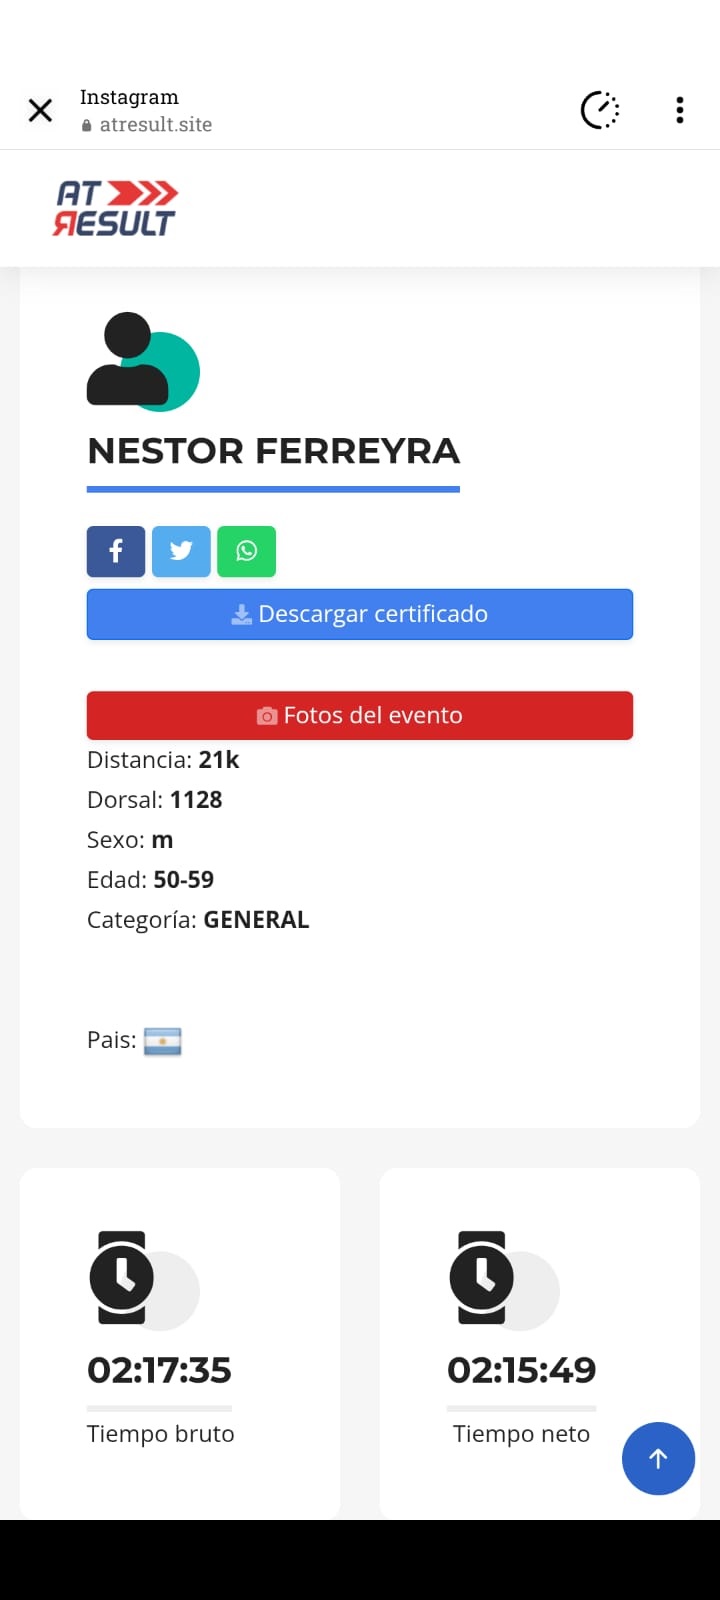 Instagram
atresult.site
AT
RESULT
NESTOR FERREYRA
Descargar certificado
Fotos del evento
Distancia: 21k
Dorsal: 1128
Sexo: m
Edad: 50-59
Categoría: GENERAL
Pais:
02:17:35
Tiempo bruto
02:15:49
Tiempo neto